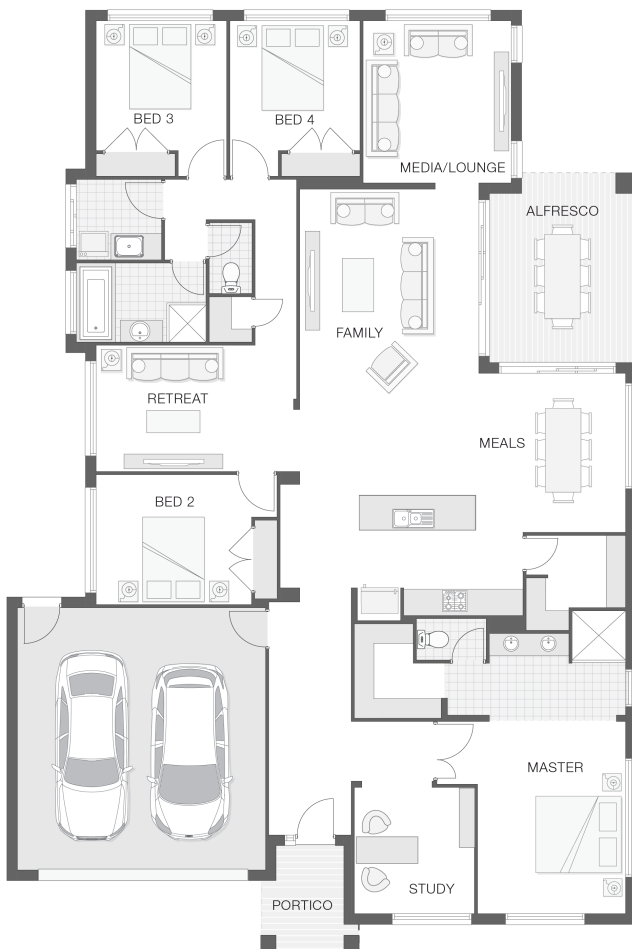 BED 3
BED 4
MEDIA/LOUNGE
ALFRESCO
FAMILY
RETREAT
MEALS
BED 2
MASTER
STUDY
PORTICO